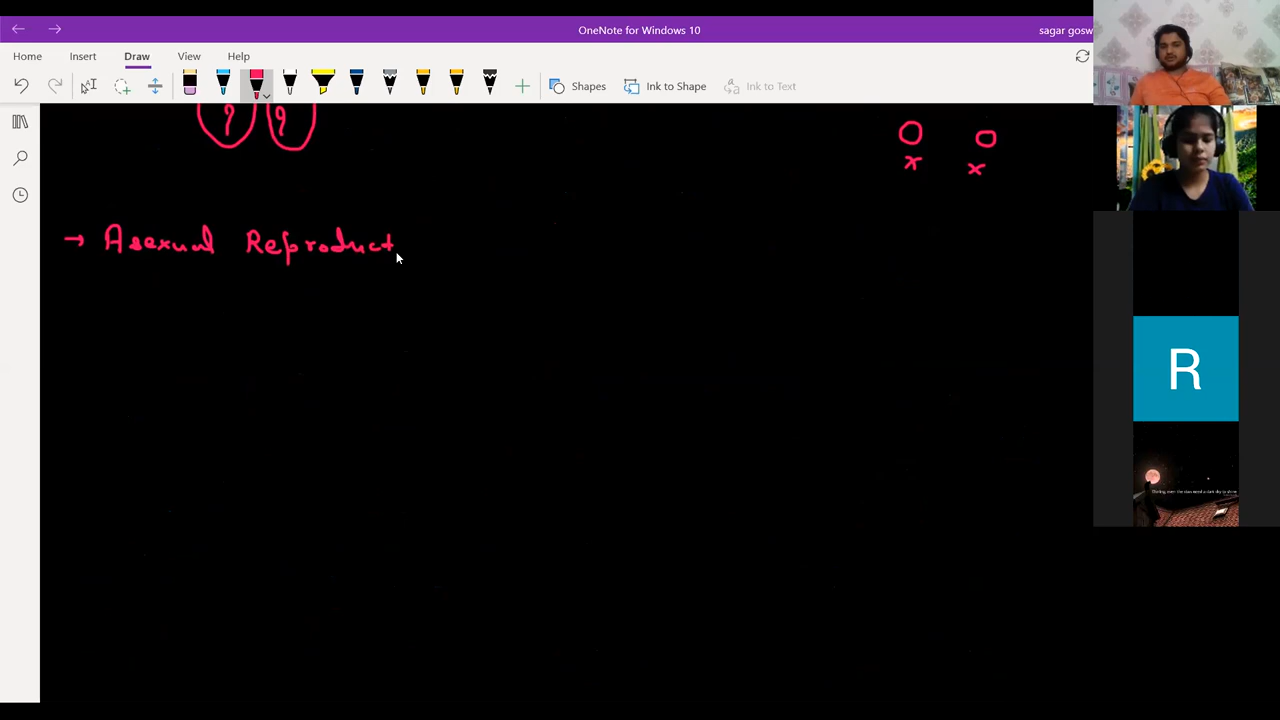 OneNote for Windows 10
sagar gosw
Home Insert Draw View Help
Shapes Ink to Shape Ink to Text
x x
→ Asexual Reproduct
R